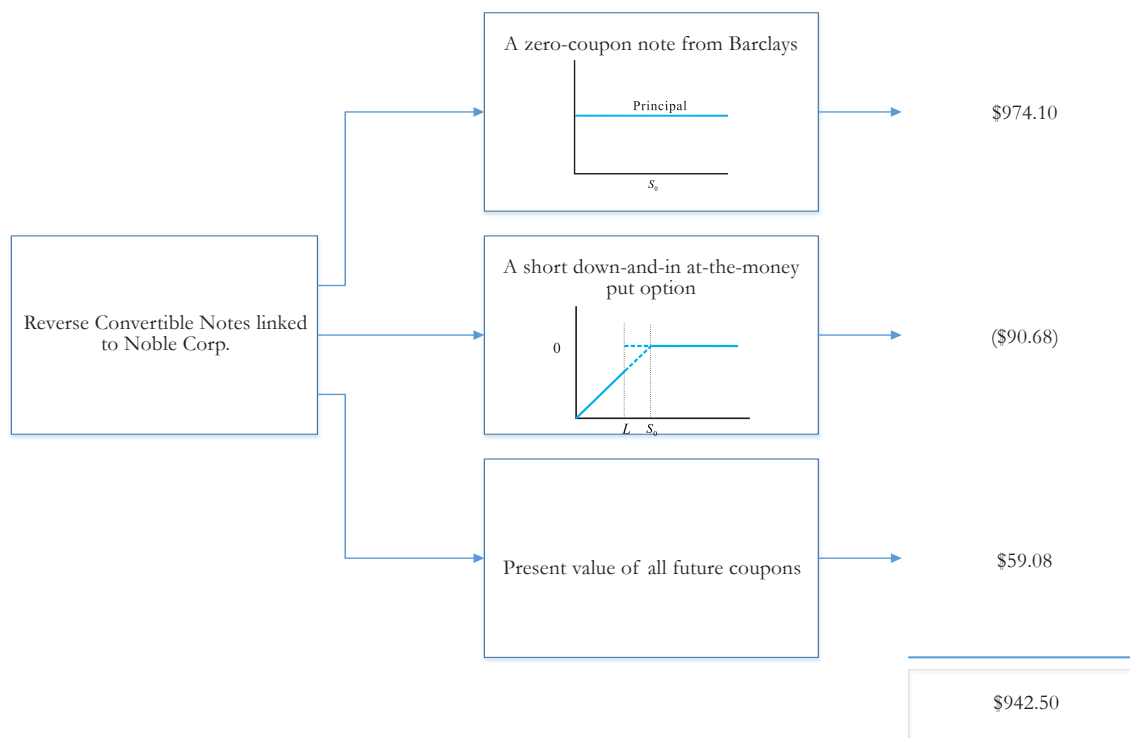 A zero-coupon note from Barclays
Principal
S₀
$974.10
Reverse Convertible Notes linked
to Noble Corp.
A short down-and-in at-the-money
put option
0
L S₀
($90.68)
Present value of all future coupons
$59.08
$942.50